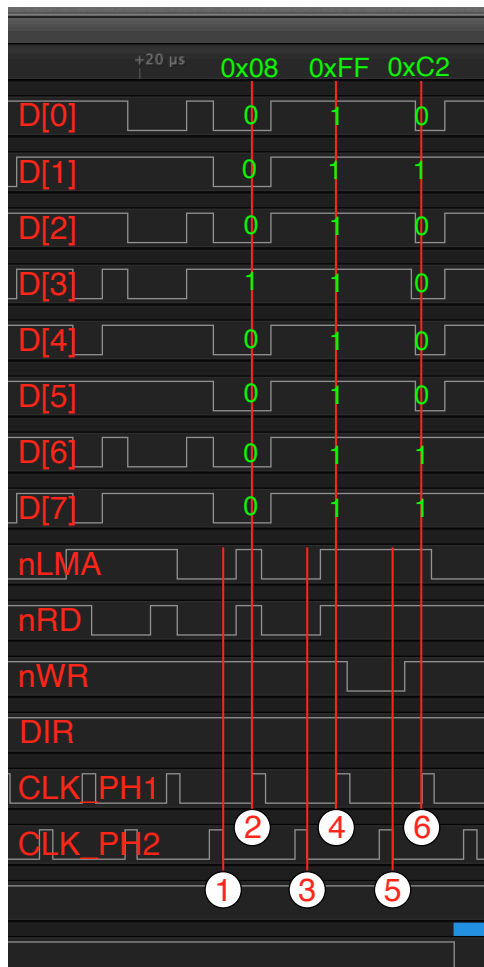 +20 µs
0x08 0xFF 0xC2
D[0] 0 1 0
D[1] 0 1 1
D[2] 0 1 0
D[3] 1 1 0
D[4] 0 1 0
D[5] 0 1 0
D[6] 0 1 1
D[7] 0 1 1
nLMA
nRD
nWR
DIR
CLK_PH1
2 4 6
CLK_PH2
1 3 5